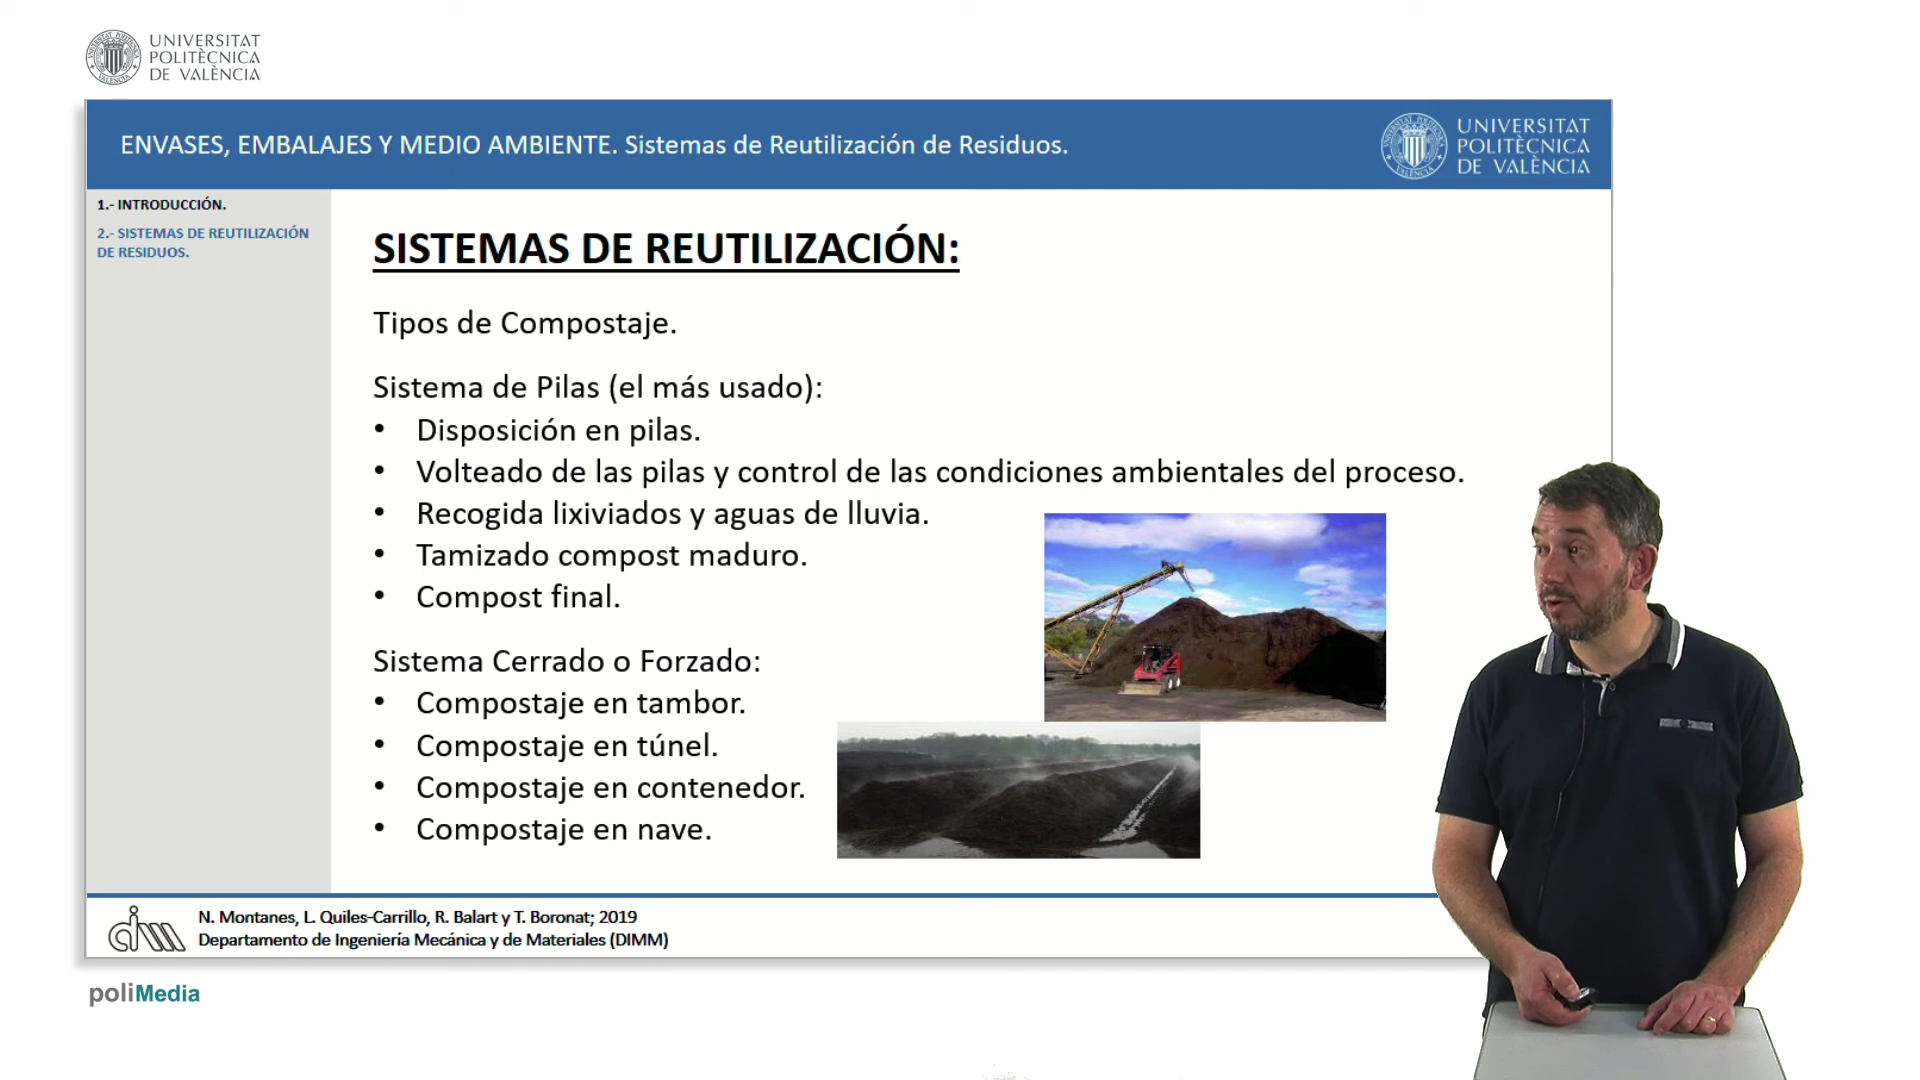 UNIVERSITAT
POLITÈCNICA
DE VALÈNCIA
ENVASES, EMBALAJES Y MEDIO AMBIENTE. Sistemas de Reutilización de Residuos.
UNIVERSITAT
POLITÈCNICA
DE VALÈNCIA
1.- INTRODUCCIÓN.
2.- SISTEMAS DE REUTILIZACIÓN
DE RESIDUOS.
SISTEMAS DE REUTILIZACIÓN:
Tipos de Compostaje.
Sistema de Pilas (el más usado):
• Disposición en pilas.
• Volteado de las pilas y control de las condiciones ambientales del proceso.
• Recogida lixiviados y aguas de lluvia.
• Tamizado compost maduro.
• Compost final.
Sistema Cerrado o Forzado:
• Compostaje en tambor.
• Compostaje en túnel.
• Compostaje en contenedor.
• Compostaje en nave.
dimm
N. Montanes, L. Quiles-Carrillo, R. Balart y T. Boronat; 2019
Departamento de Ingeniería Mecánica y de Materiales (DIMM)
poliMedia